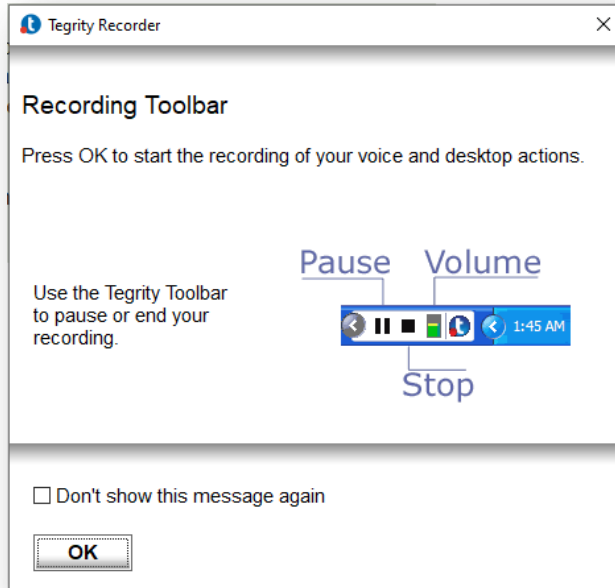 Tegrity Recorder
Recording Toolbar
Press OK to start the recording of your voice and desktop actions.
Pause
Volume
Use the Tegrity Toolbar
to pause or end your
recording.
1:45 AM
Stop
Don't show this message again
OK